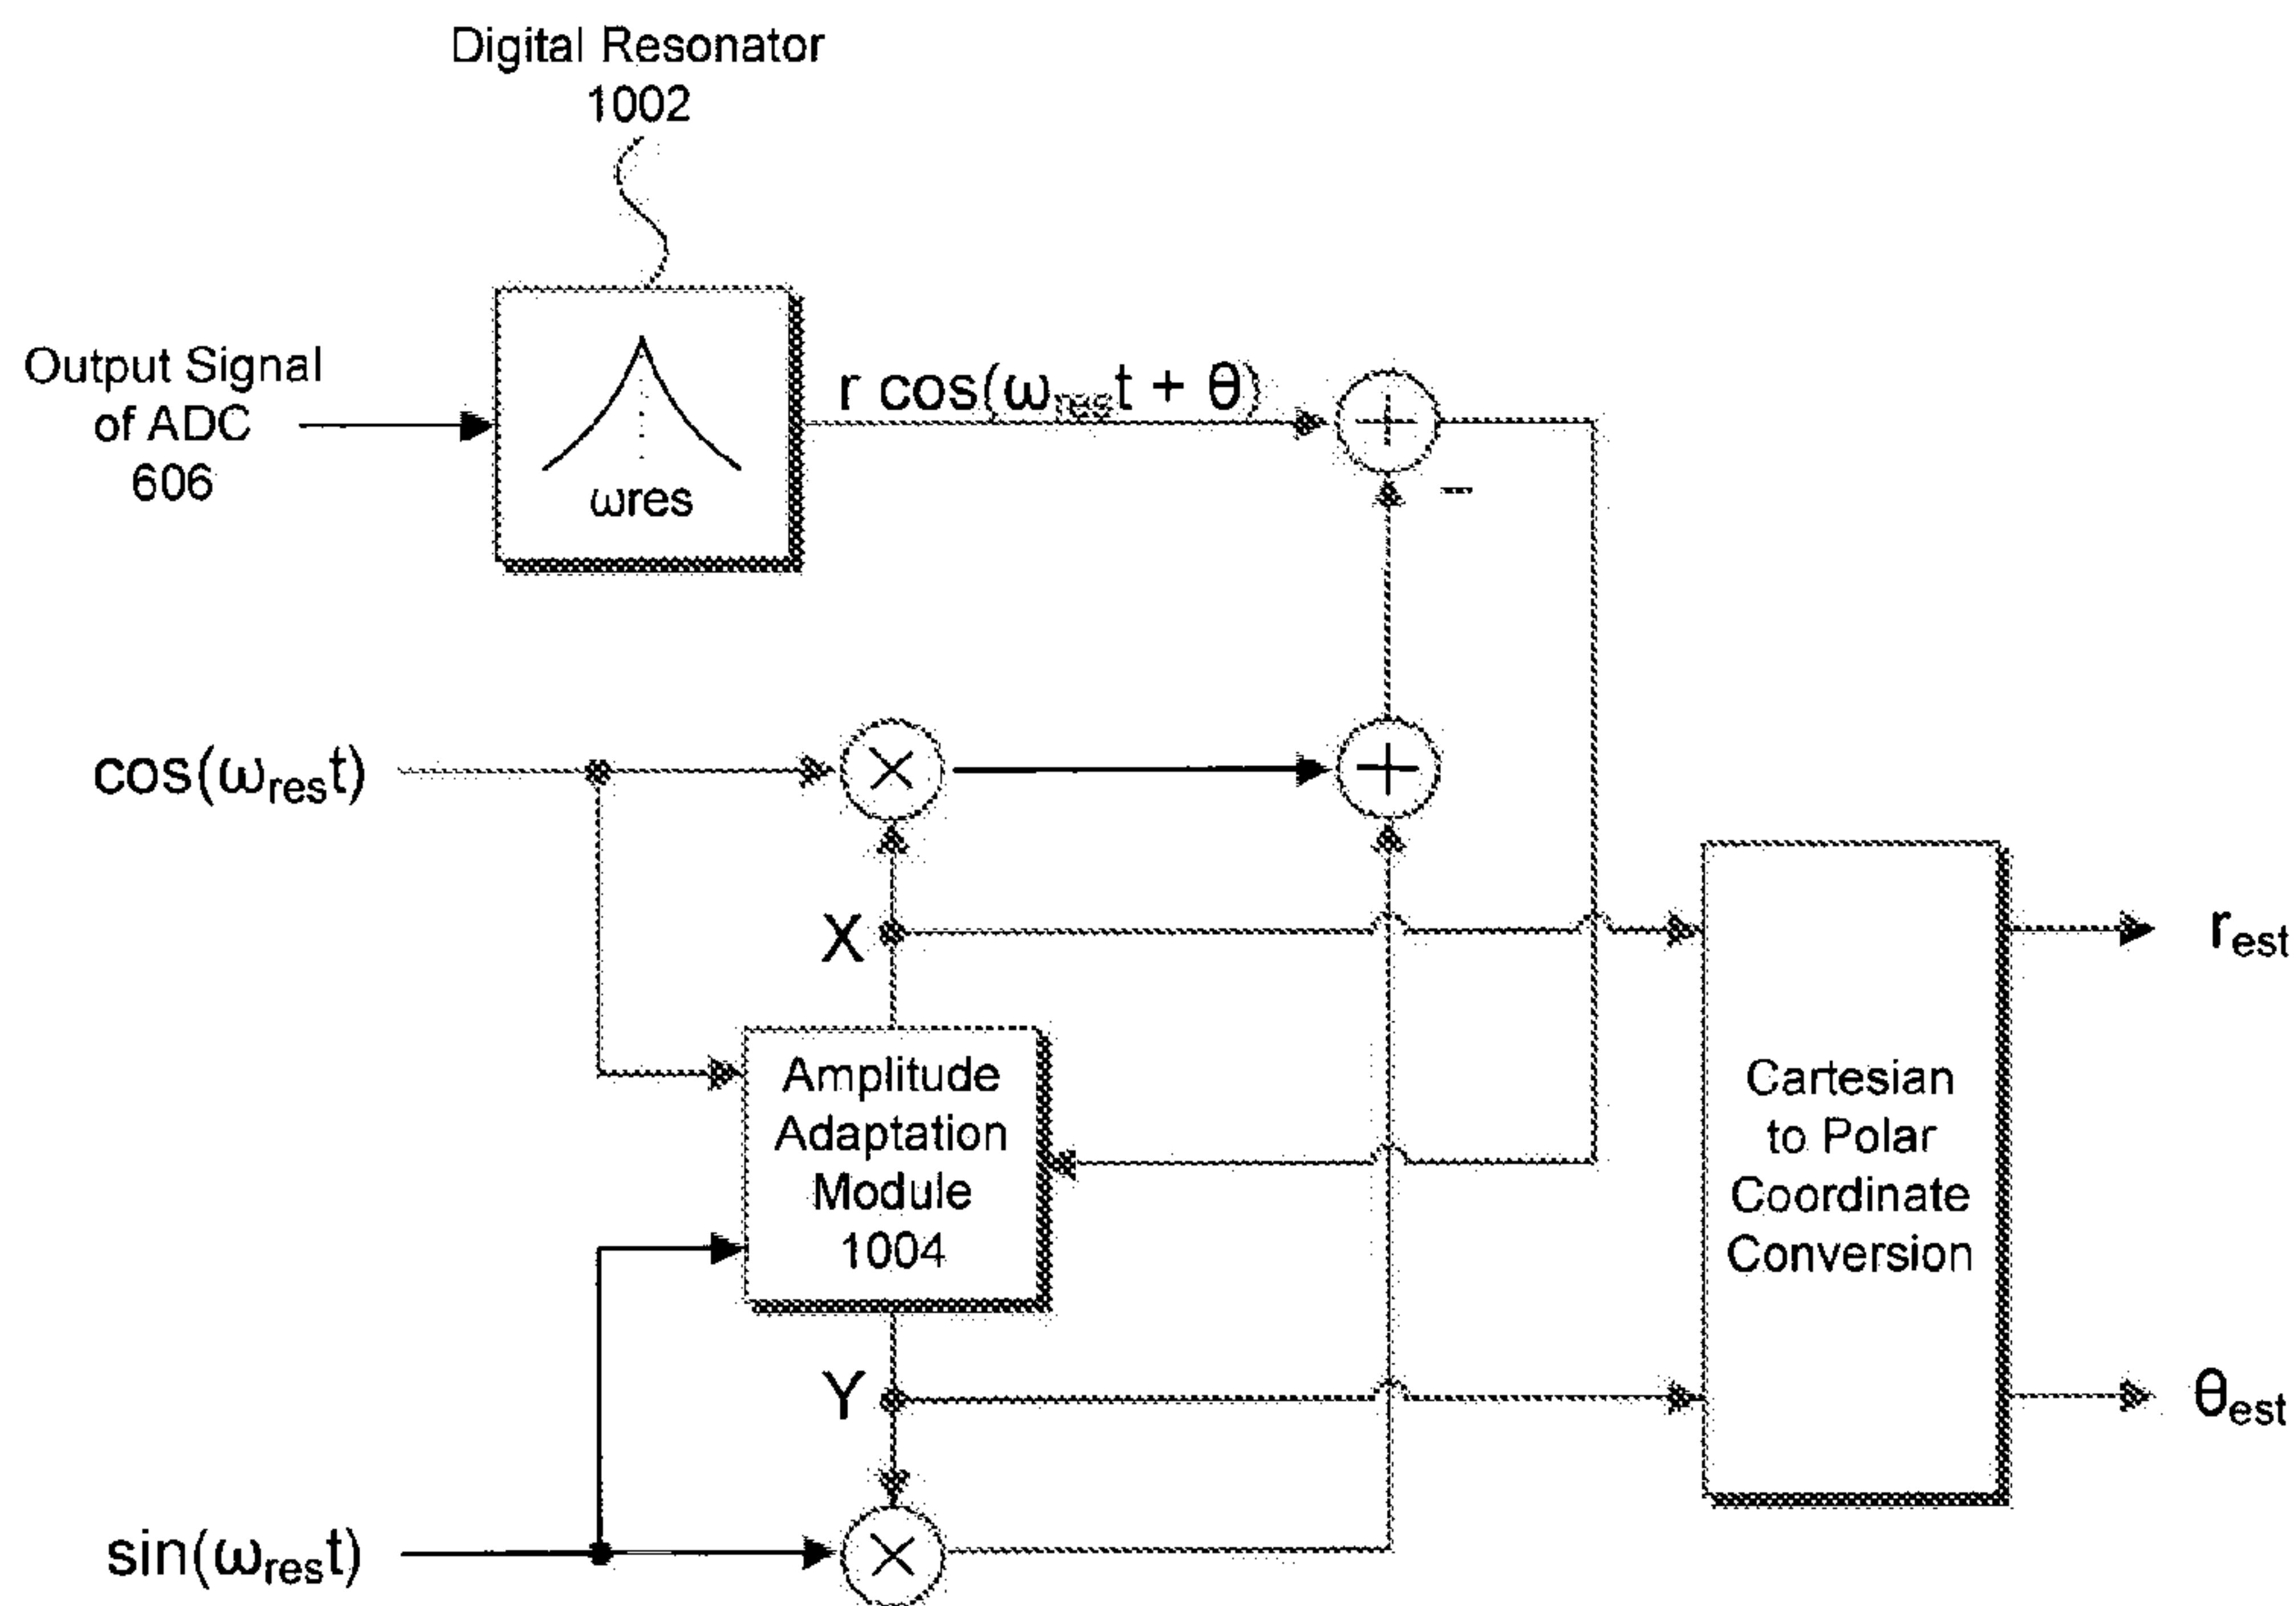 Digital Resonator
1002
Output Signal
of ADC
606
ωres
r cos(ωrest + θ)
–
cos(ωrest)
X
Amplitude
Adaptation
Module
1004
Y
sin(ωrest)
Cartesian
to Polar
Coordinate
Conversion
rest
θest